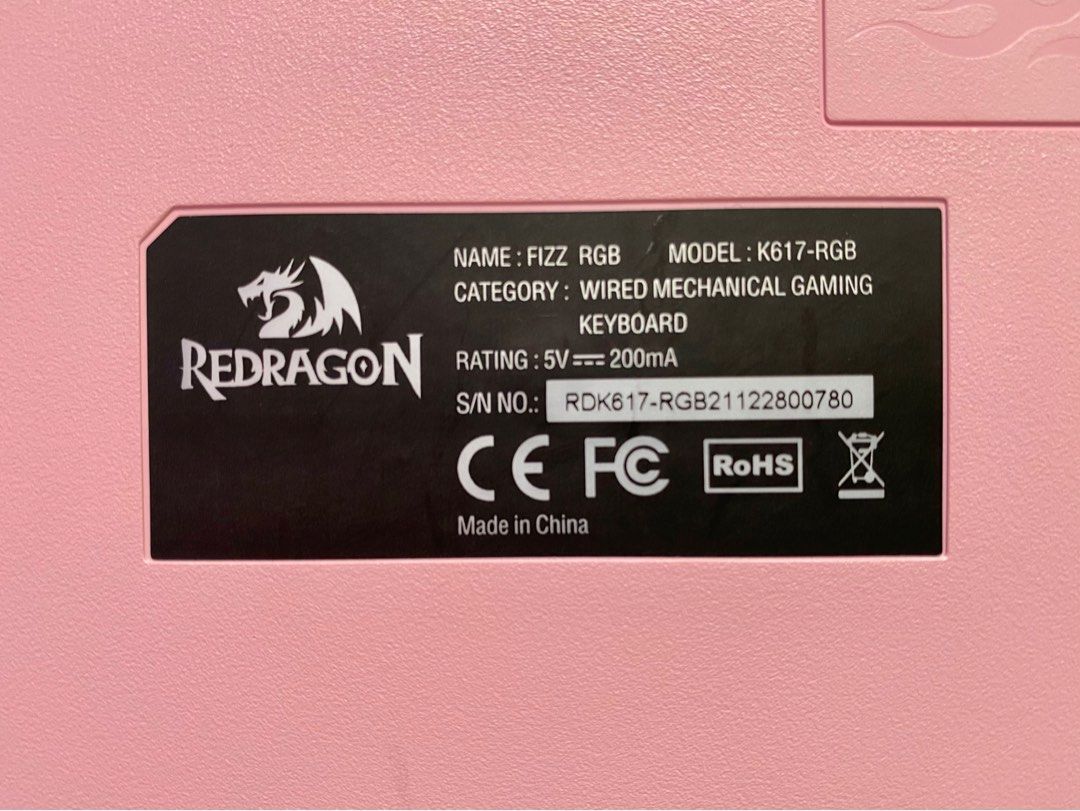 REDRAGON
NAME : FIZZ RGB MODEL : K617-RGB
CATEGORY : WIRED MECHANICAL GAMING
KEYBOARD
RATING : 5V⎓200mA
S/N NO.: RDK617-RGB21122800780
CE FC RoHS
Made in China